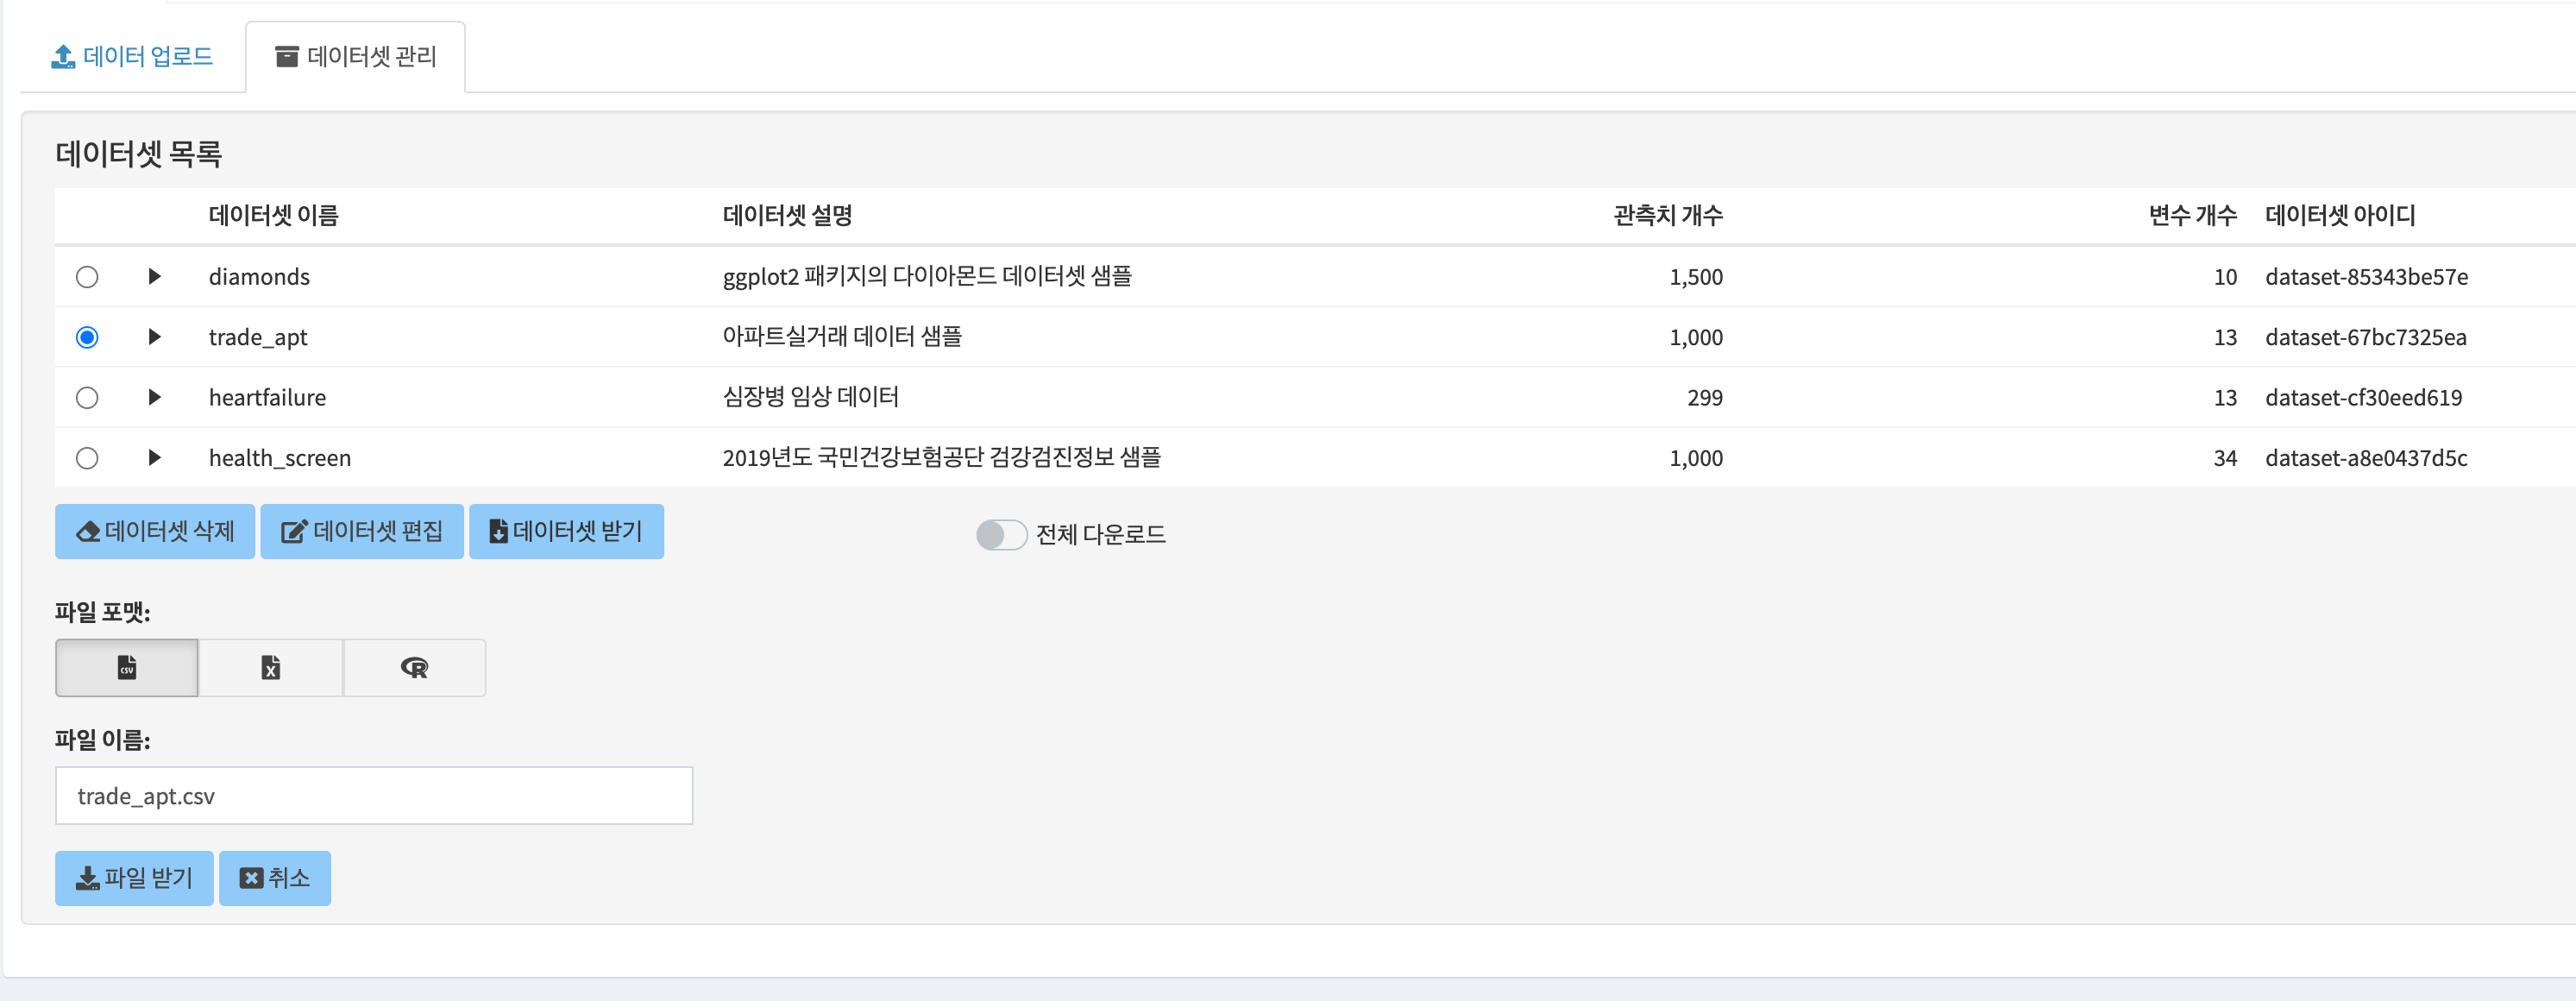 데이터 업로드 데이터셋 관리
데이터셋 목록
데이터셋 이름 데이터셋 설명 관측치 개수 변수 개수 데이터셋 아이디
diamonds ggplot2 패키지의 다이아몬드 데이터셋 샘플 1,500 10 dataset-85343be57e
trade_apt 아파트실거래 데이터 샘플 1,000 13 dataset-67bc7325ea
heartfailure 심장병 임상 데이터 299 13 dataset-cf30eed619
health_screen 2019년도 국민건강보험공단 검강검진정보 샘플 1,000 34 dataset-a8e0437d5c
데이터셋 삭제 데이터셋 편집 데이터셋 받기 전체 다운로드
파일 포맷:
CSV X R
파일 이름:
trade_apt.csv
파일 받기 취소